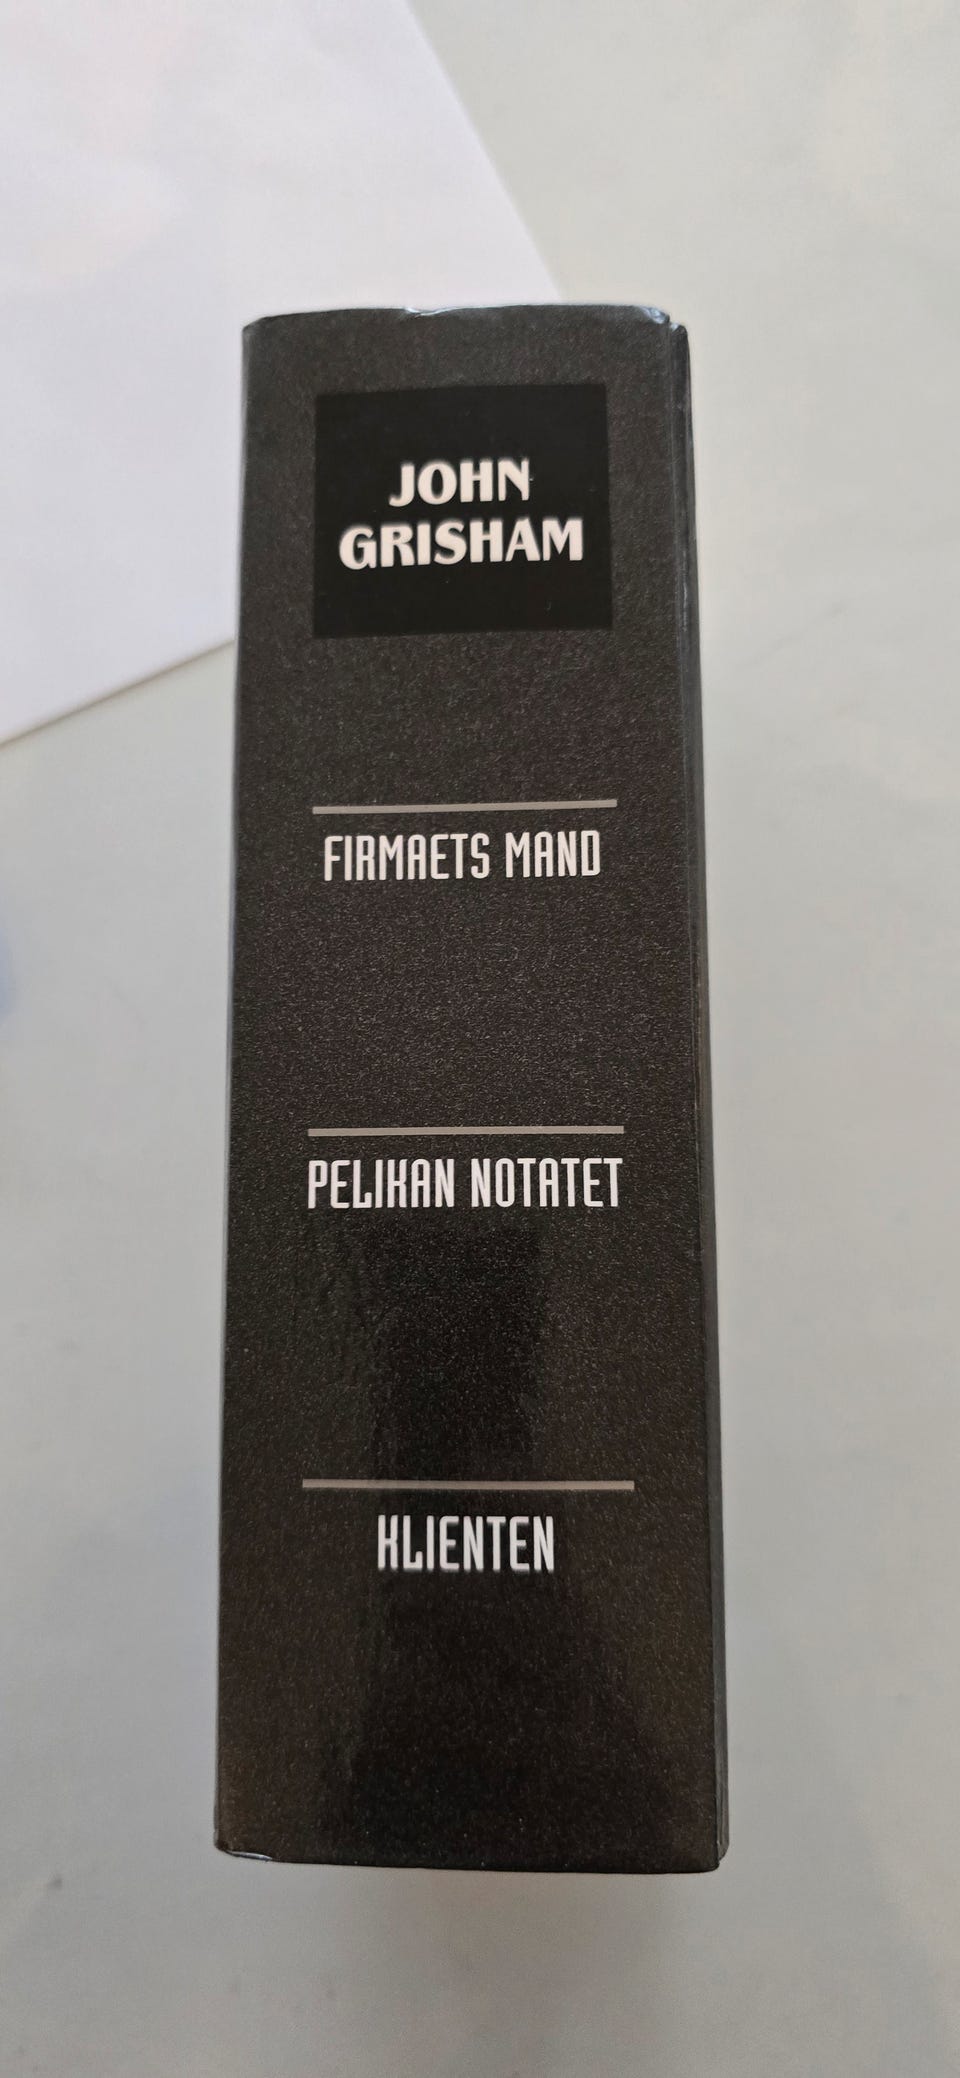 JOHN
GRISHAM
FIRMAETS MAND
PELIKAN NOTATET
KLIENTEN